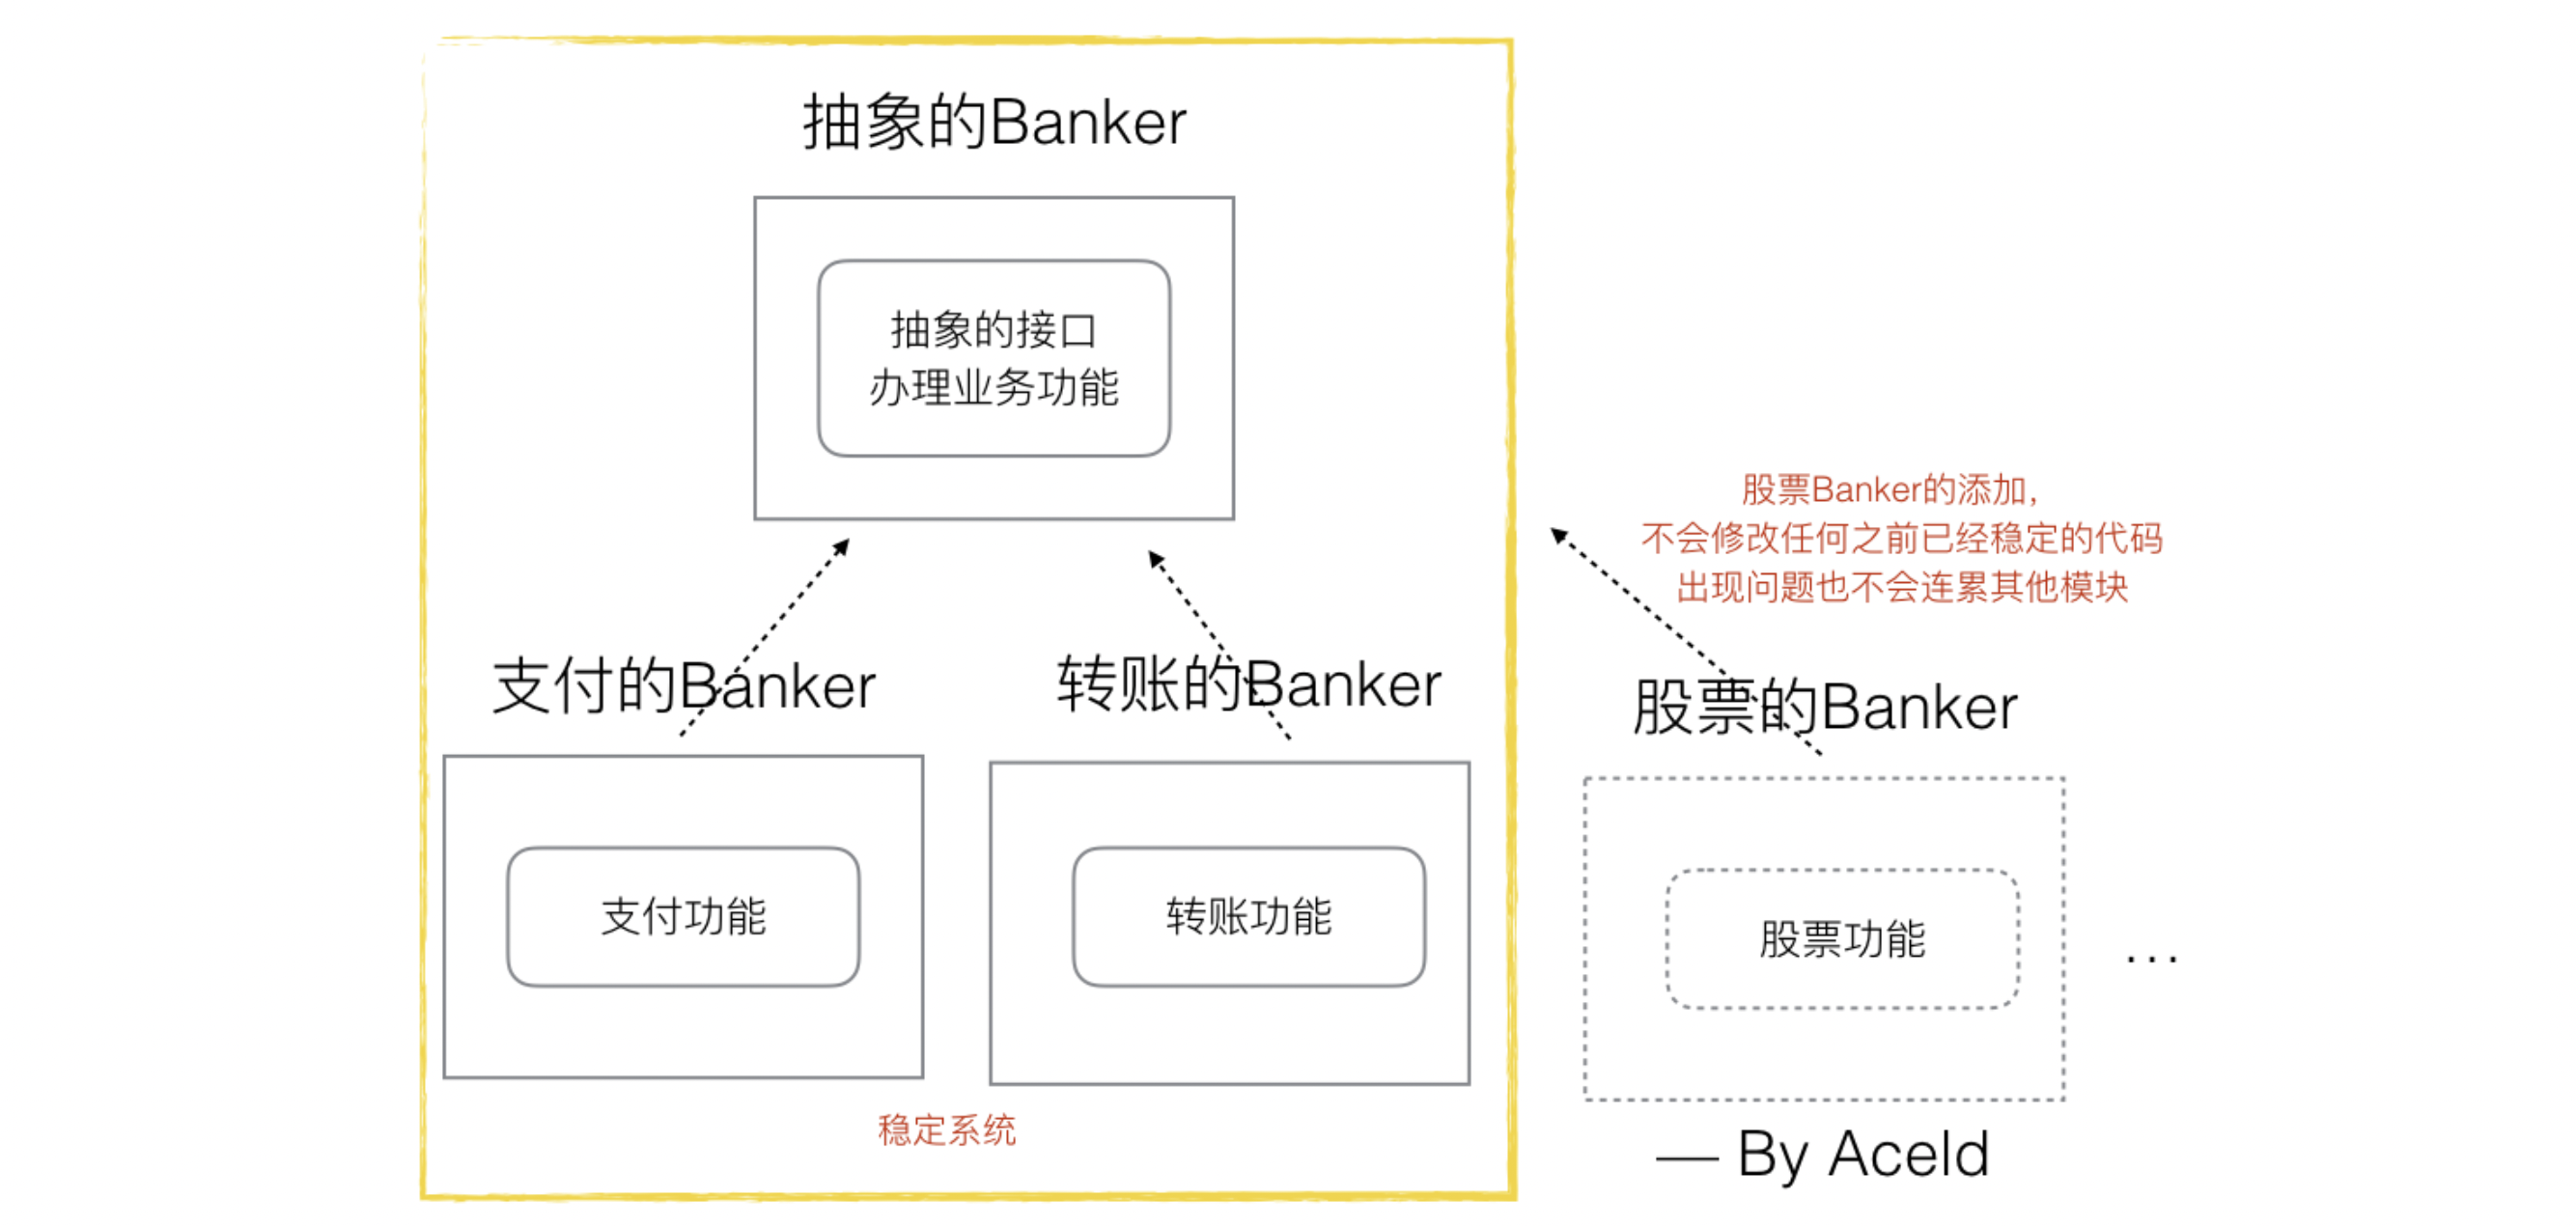 抽象的Banker
抽象的接口
办理业务功能
股票Banker的添加,
不会修改任何之前已经稳定的代码
出现问题也不会连累其他模块
支付的Banker
转账的Banker
股票的Banker
支付功能
转账功能
股票功能
...
稳定系统
— By Aceld